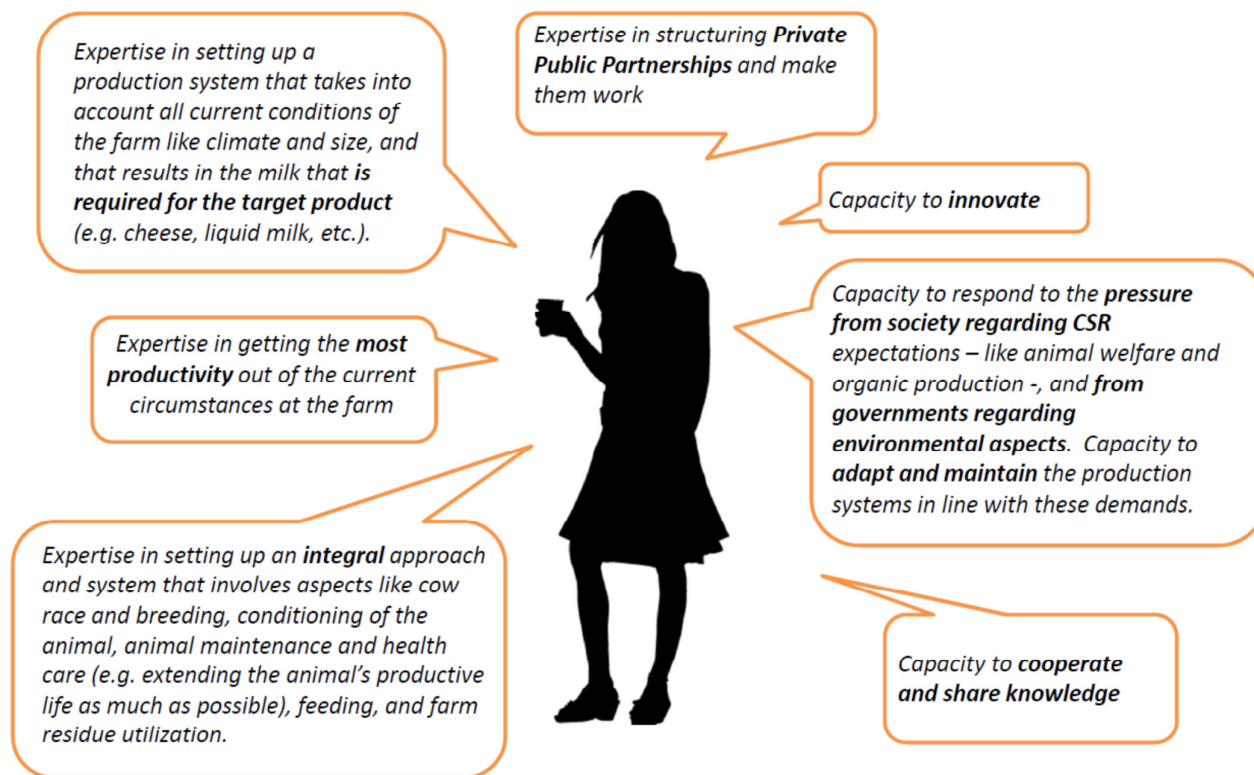 Expertise in setting up a
production system that takes into
account all current conditions of
the farm like climate and size, and
that results in the milk that is
required for the target product
(e.g. cheese, liquid milk, etc.).
Expertise in structuring Private
Public Partnerships and make
them work
Capacity to innovate
Expertise in getting the most
productivity out of the current
circumstances at the farm
Capacity to respond to the pressure
from society regarding CSR
expectations – like animal welfare and
organic production -, and from
governments regarding
environmental aspects. Capacity to
adapt and maintain the production
systems in line with these demands.
Expertise in setting up an integral approach
and system that involves aspects like cow
race and breeding, conditioning of the
animal, animal maintenance and health
care (e.g. extending the animal's productive
life as much as possible), feeding, and farm
residue utilization.
Capacity to cooperate
and share knowledge